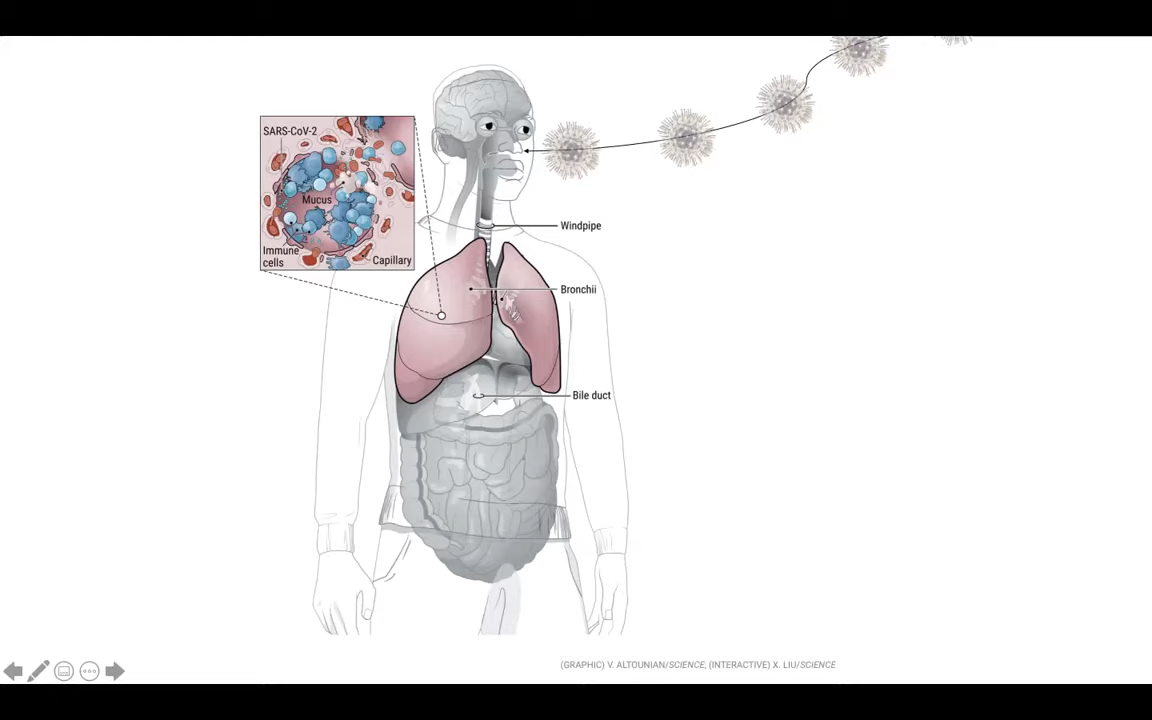 SARS-CoV-2
Mucus
Immune
cells
Capillary
Windpipe
Bronchii
Bile duct
(GRAPHIC) V. ALTOUNIAN/SCIENCE; (INTERACTIVE) X. LIU/SCIENCE